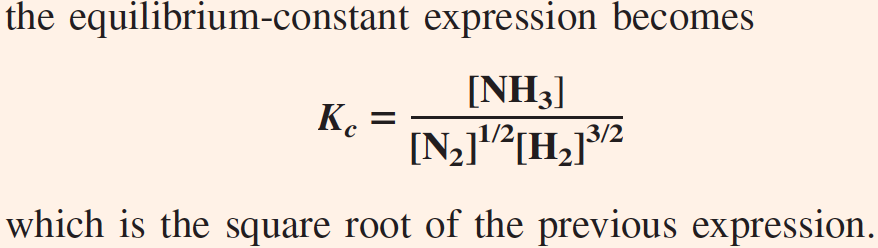 the equilibrium-constant expression becomes
K_c = [NH₃] / [N₂]^{1/2}[H₂]^{3/2}
which is the square root of the previous expression.